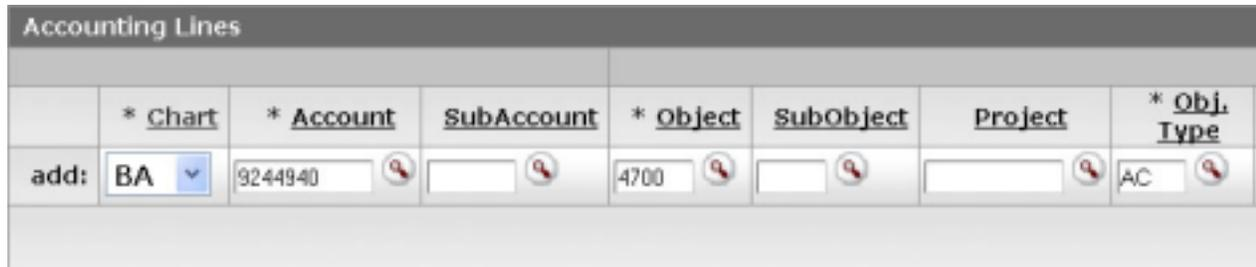 Accounting Lines
* Chart * Account SubAccount * Object SubObject Project * Obj. Type
add: BA 9244940 4700 AC